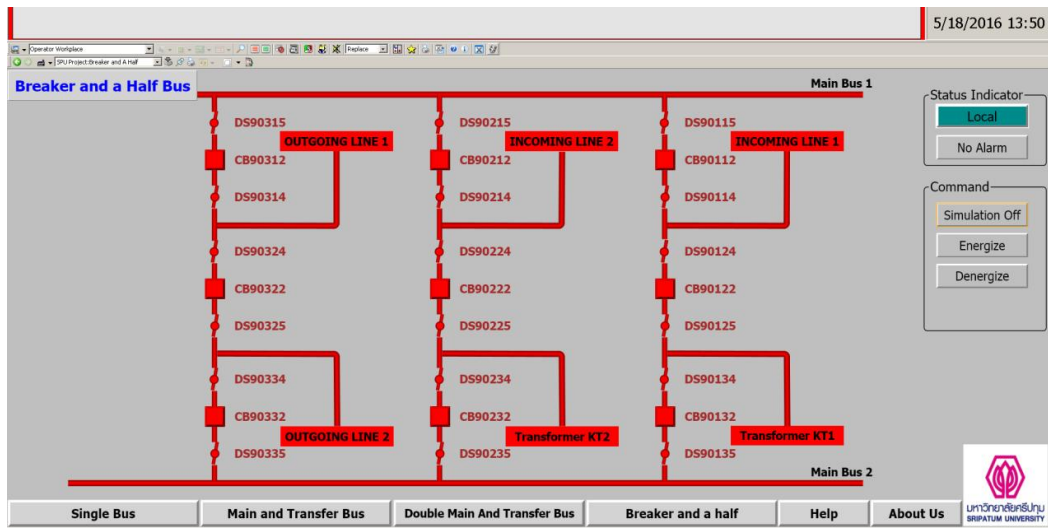 5/18/2016 13:50
Operator Workplace
Replace
SPU Project:Breaker and A Half
Breaker and a Half Bus
Main Bus 1
DS90315 DS90215 DS90115
OUTGOING LINE 1 INCOMING LINE 2 INCOMING LINE 1
CB90312 CB90212 CB90112
DS90314 DS90214 DS90114
DS90324 DS90224 DS90124
CB90322 CB90222 CB90122
DS90325 DS90225 DS90125
DS90334 DS90234 DS90134
CB90332 CB90232 CB90132
OUTGOING LINE 2 Transformer KT2 Transformer KT1
DS90335 DS90235 DS90135
Main Bus 2
Status Indicator
Local
No Alarm
Command
Simulation Off
Energize
Denergize
Single Bus Main and Transfer Bus Double Main And Transfer Bus Breaker and a half Help About Us
มหาวิทยาลัยศรีปทุม
SRIPATUM UNIVERSITY